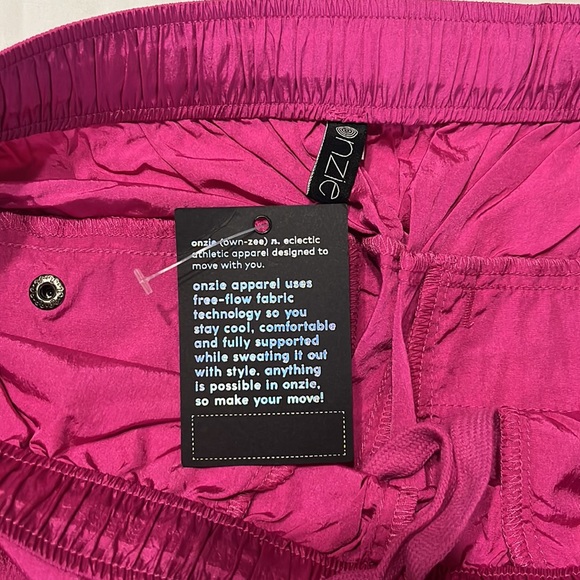 onzie
onzie (own-zee) n. eclectic
athletic apparel designed to
move with you.
onzie apparel uses
free-flow fabric
technology so you
stay cool, comfortable
and fully supported
while sweating it out
with style. anything
is possible in onzie,
so make your move!